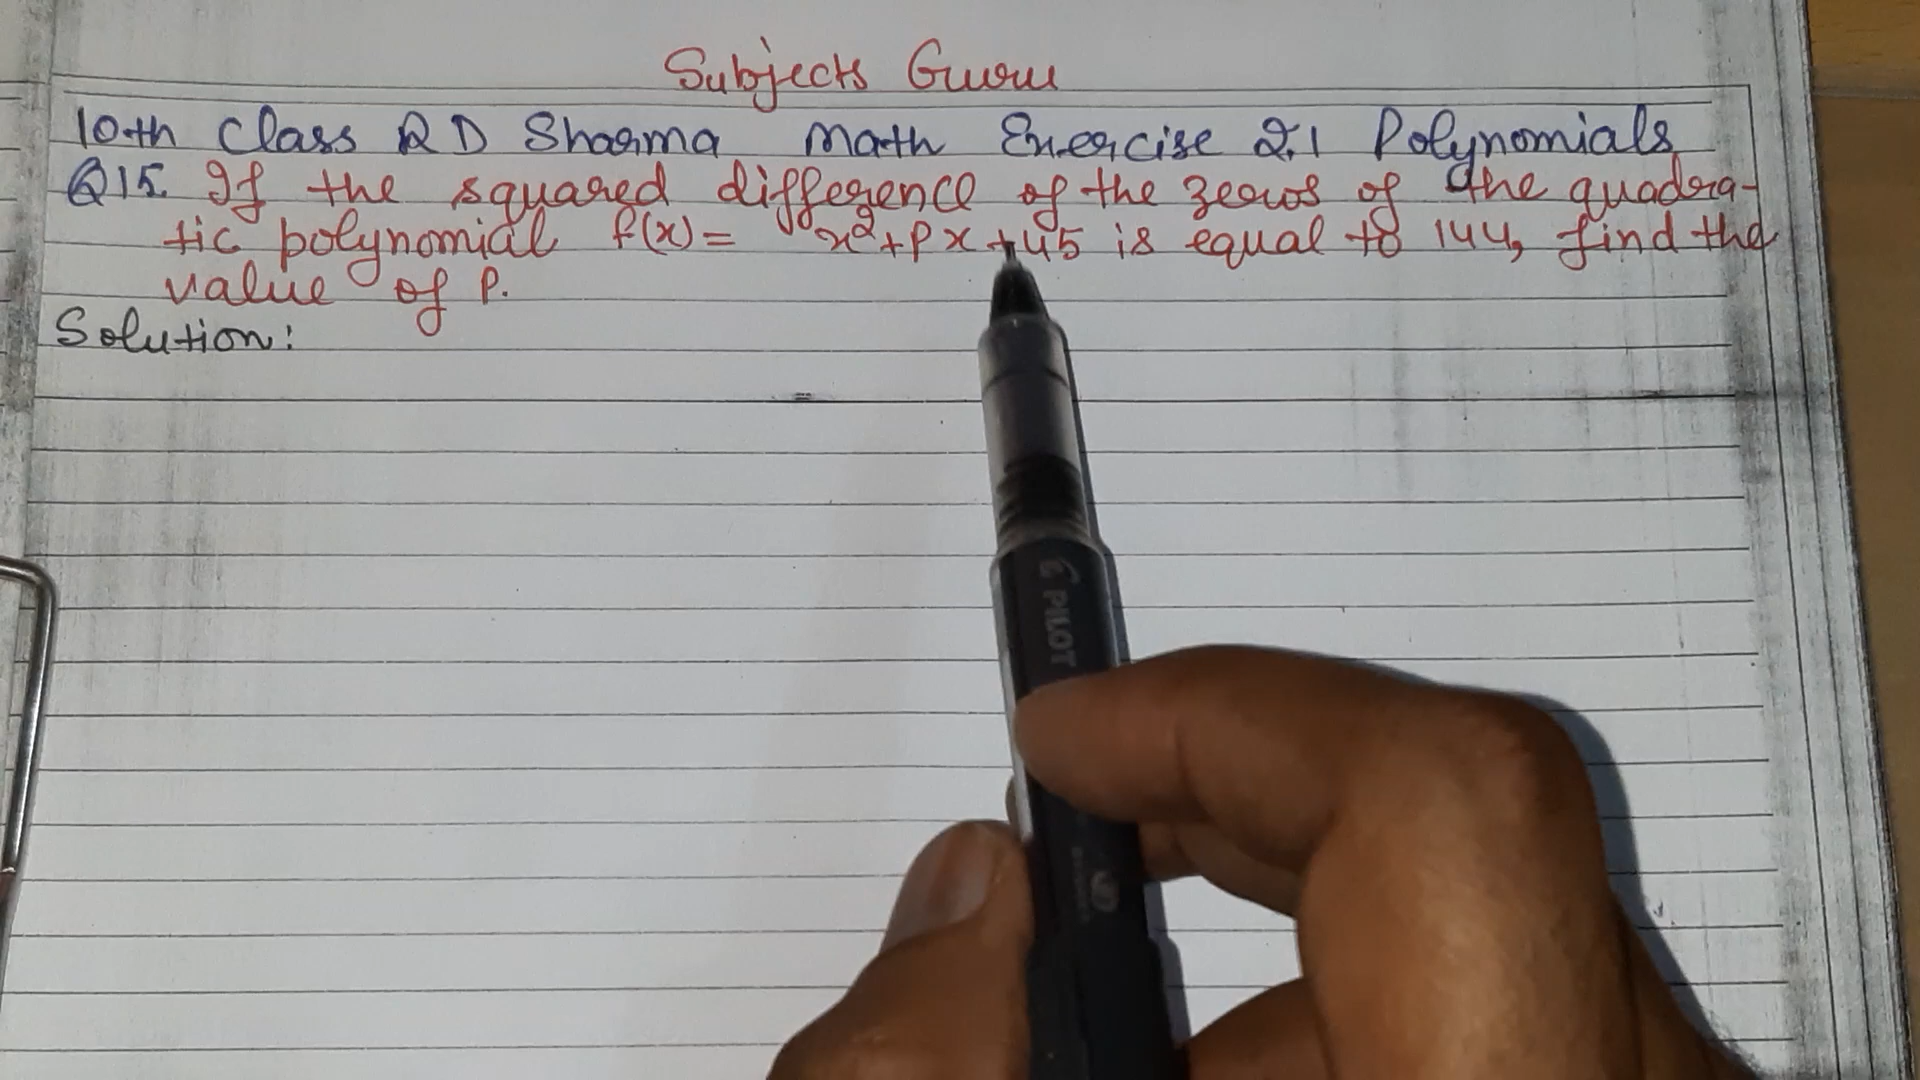 Subjects Guru
10th Class RD Sharma Math Exercise 2.1 Polynomials
Q15. If the squared difference of the zeros of the quadra-
tic polynomial f(x) = x²+px+45 is equal to 144, find the
value of p.
Solution:
PILOT